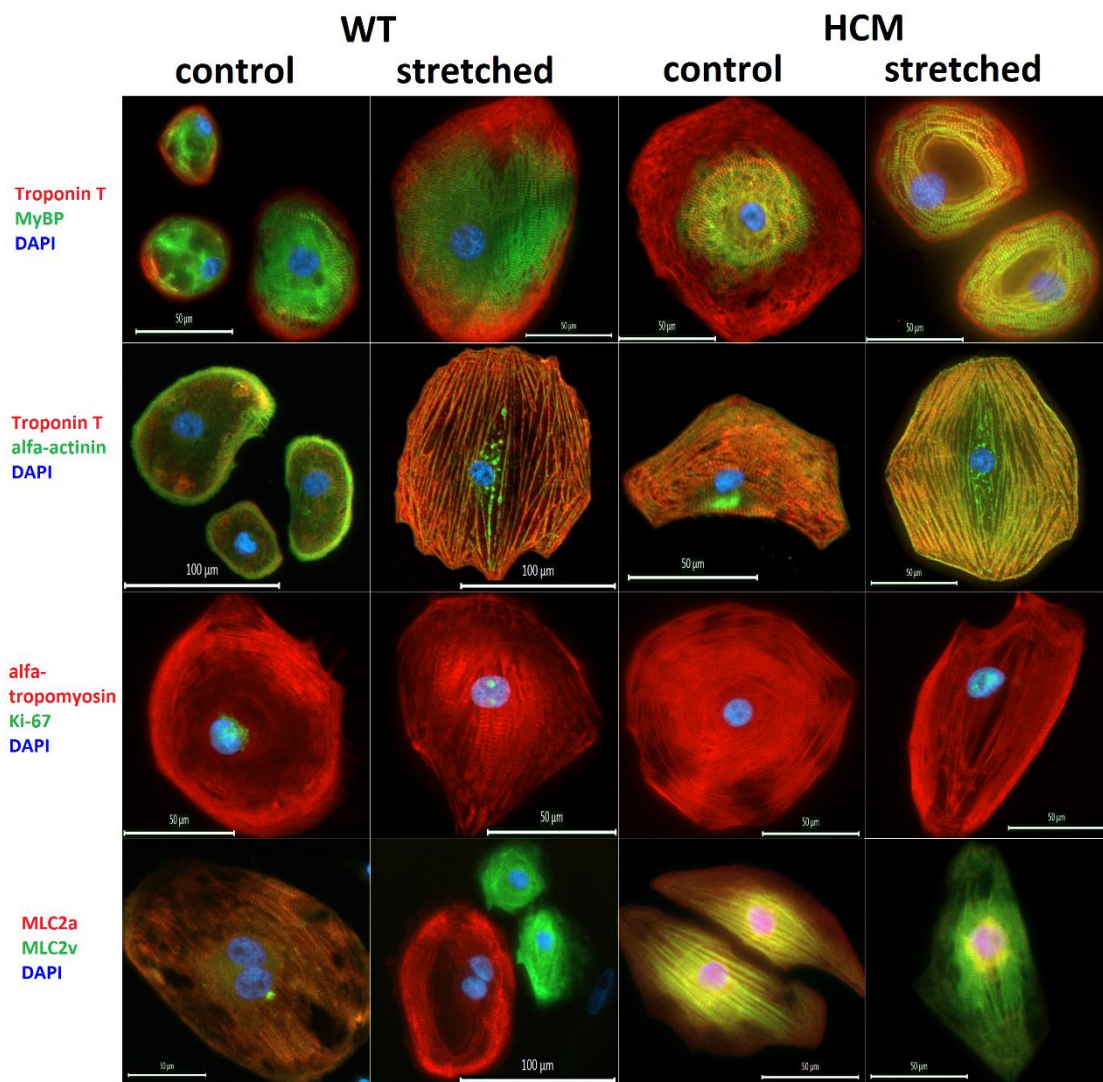 WT HCM
control stretched control stretched
Troponin T
MyBP
DAPI
50 µm 50 µm 50 µm 50 µm
Troponin T
alfa-actinin
DAPI
100 µm 100 µm 50 µm 50 µm
alfa-
tropomyosin
Ki-67
DAPI
50 µm 50 µm 50 µm 50 µm
MLC2a
MLC2v
DAPI
50 µm 100 µm 50 µm 50 µm